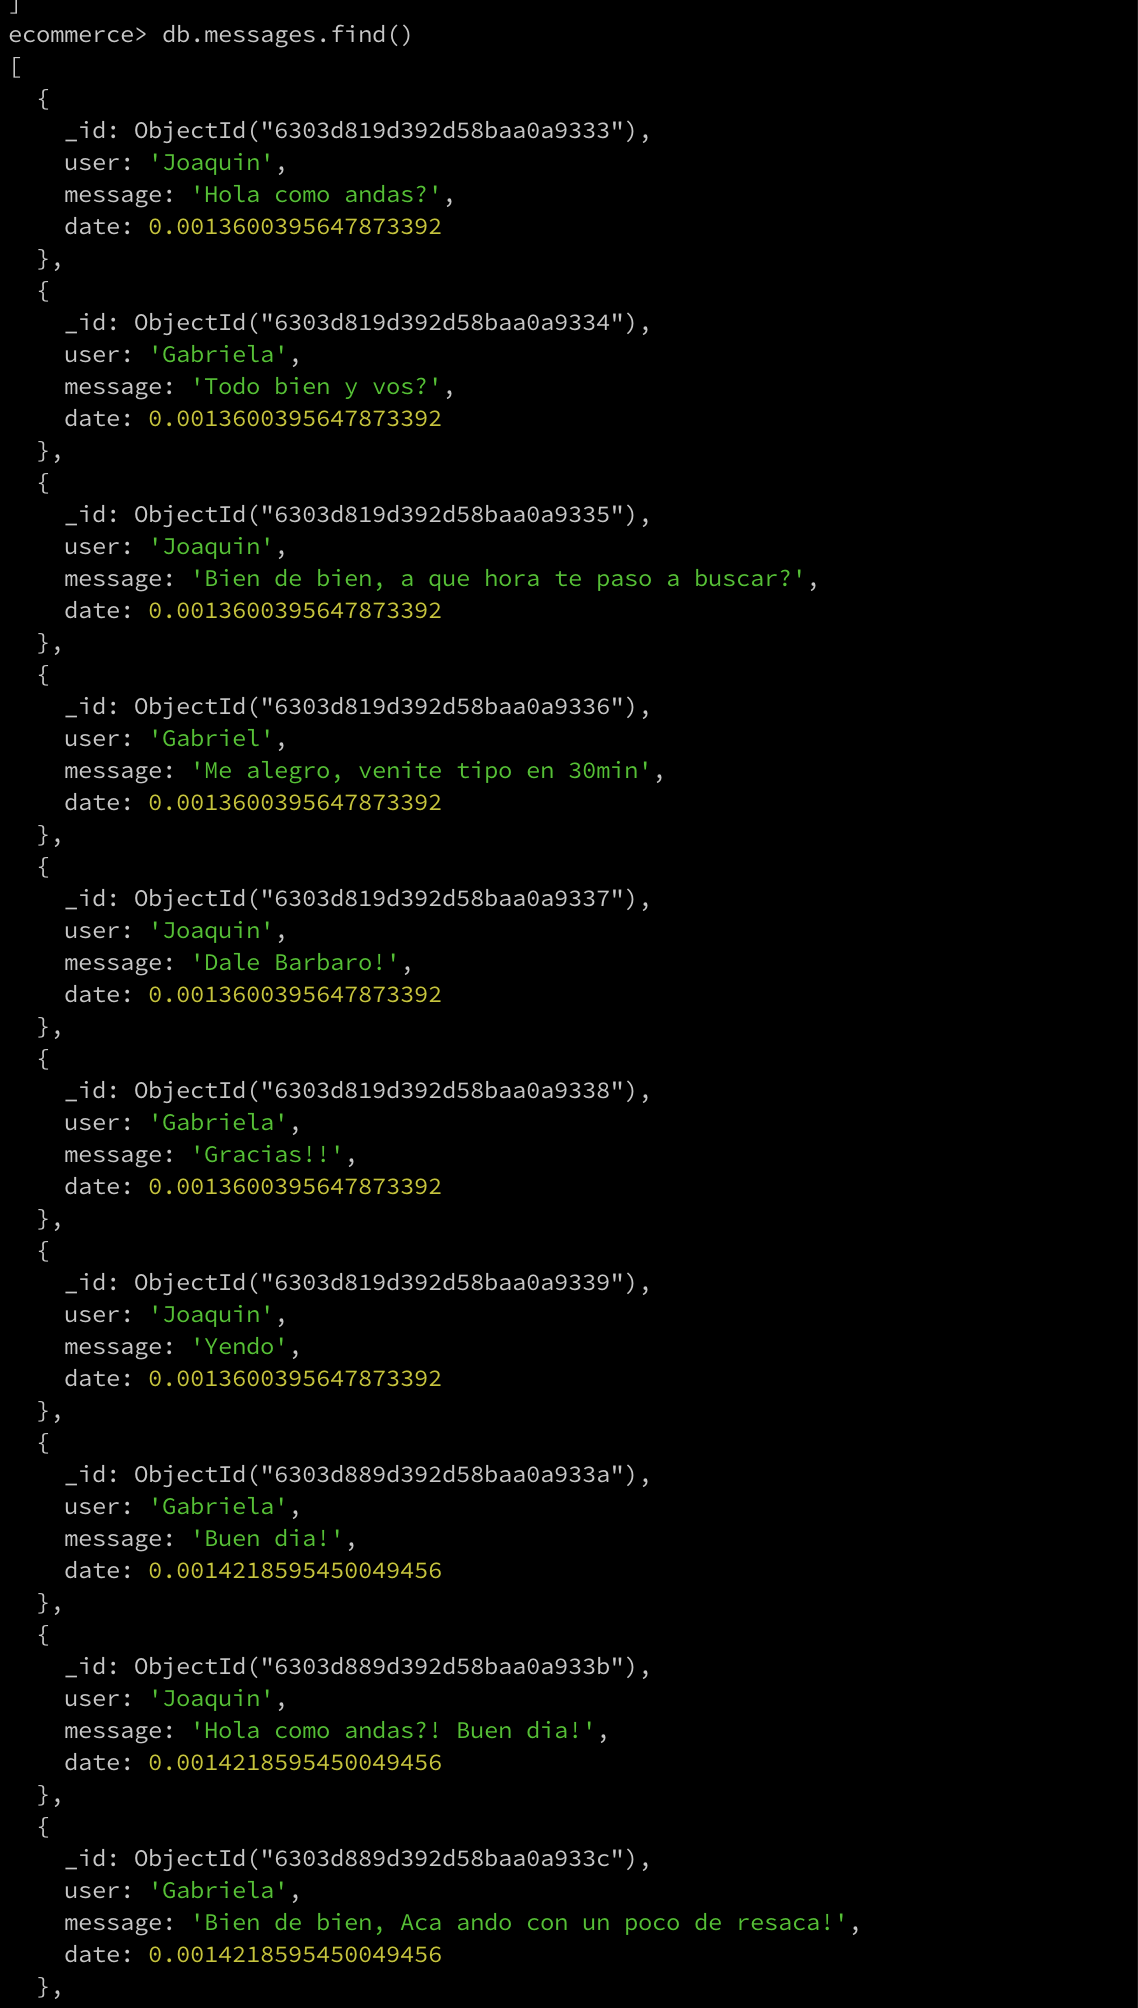 ]
ecommerce> db.messages.find()
[
  {
    _id: ObjectId("6303d819d392d58baa0a9333"),
    user: 'Joaquin',
    message: 'Hola como andas?',
    date: 0.0013600395647873392
  },
  {
    _id: ObjectId("6303d819d392d58baa0a9334"),
    user: 'Gabriela',
    message: 'Todo bien y vos?',
    date: 0.0013600395647873392
  },
  {
    _id: ObjectId("6303d819d392d58baa0a9335"),
    user: 'Joaquin',
    message: 'Bien de bien, a que hora te paso a buscar?',
    date: 0.0013600395647873392
  },
  {
    _id: ObjectId("6303d819d392d58baa0a9336"),
    user: 'Gabriel',
    message: 'Me alegro, venite tipo en 30min',
    date: 0.0013600395647873392
  },
  {
    _id: ObjectId("6303d819d392d58baa0a9337"),
    user: 'Joaquin',
    message: 'Dale Barbaro!',
    date: 0.0013600395647873392
  },
  {
    _id: ObjectId("6303d819d392d58baa0a9338"),
    user: 'Gabriela',
    message: 'Gracias!!',
    date: 0.0013600395647873392
  },
  {
    _id: ObjectId("6303d819d392d58baa0a9339"),
    user: 'Joaquin',
    message: 'Yendo',
    date: 0.0013600395647873392
  },
  {
    _id: ObjectId("6303d889d392d58baa0a933a"),
    user: 'Gabriela',
    message: 'Buen dia!',
    date: 0.0014218595450049456
  },
  {
    _id: ObjectId("6303d889d392d58baa0a933b"),
    user: 'Joaquin',
    message: 'Hola como andas?! Buen dia!',
    date: 0.0014218595450049456
  },
  {
    _id: ObjectId("6303d889d392d58baa0a933c"),
    user: 'Gabriela',
    message: 'Bien de bien, Aca ando con un poco de resaca!',
    date: 0.0014218595450049456
  },